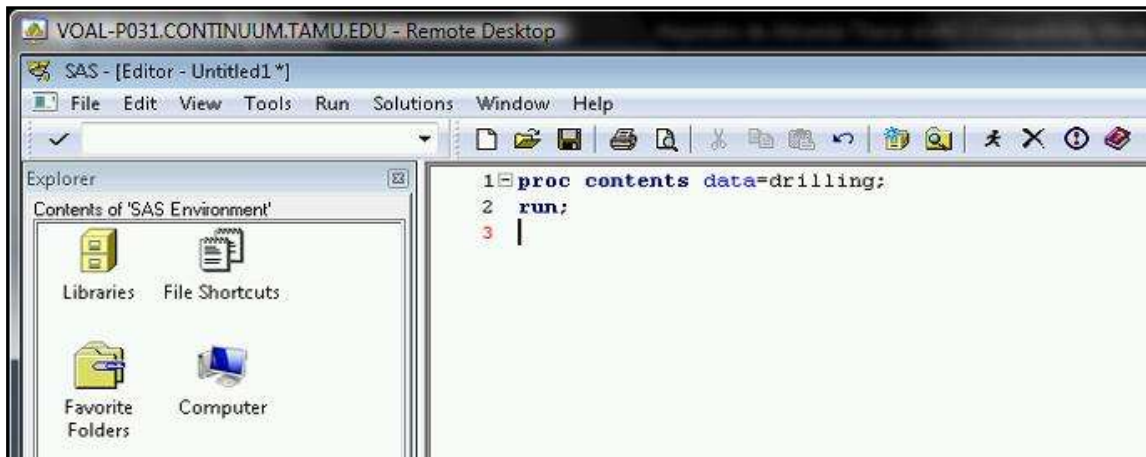 VOAL-P031.CONTINUUM.TAMU.EDU - Remote Desktop
SAS - [Editor - Untitled1 *]
File Edit View Tools Run Solutions Window Help
Explorer
Contents of 'SAS Environment'
Libraries File Shortcuts
Favorite Folders Computer
1 proc contents data=drilling;
2 run;
3